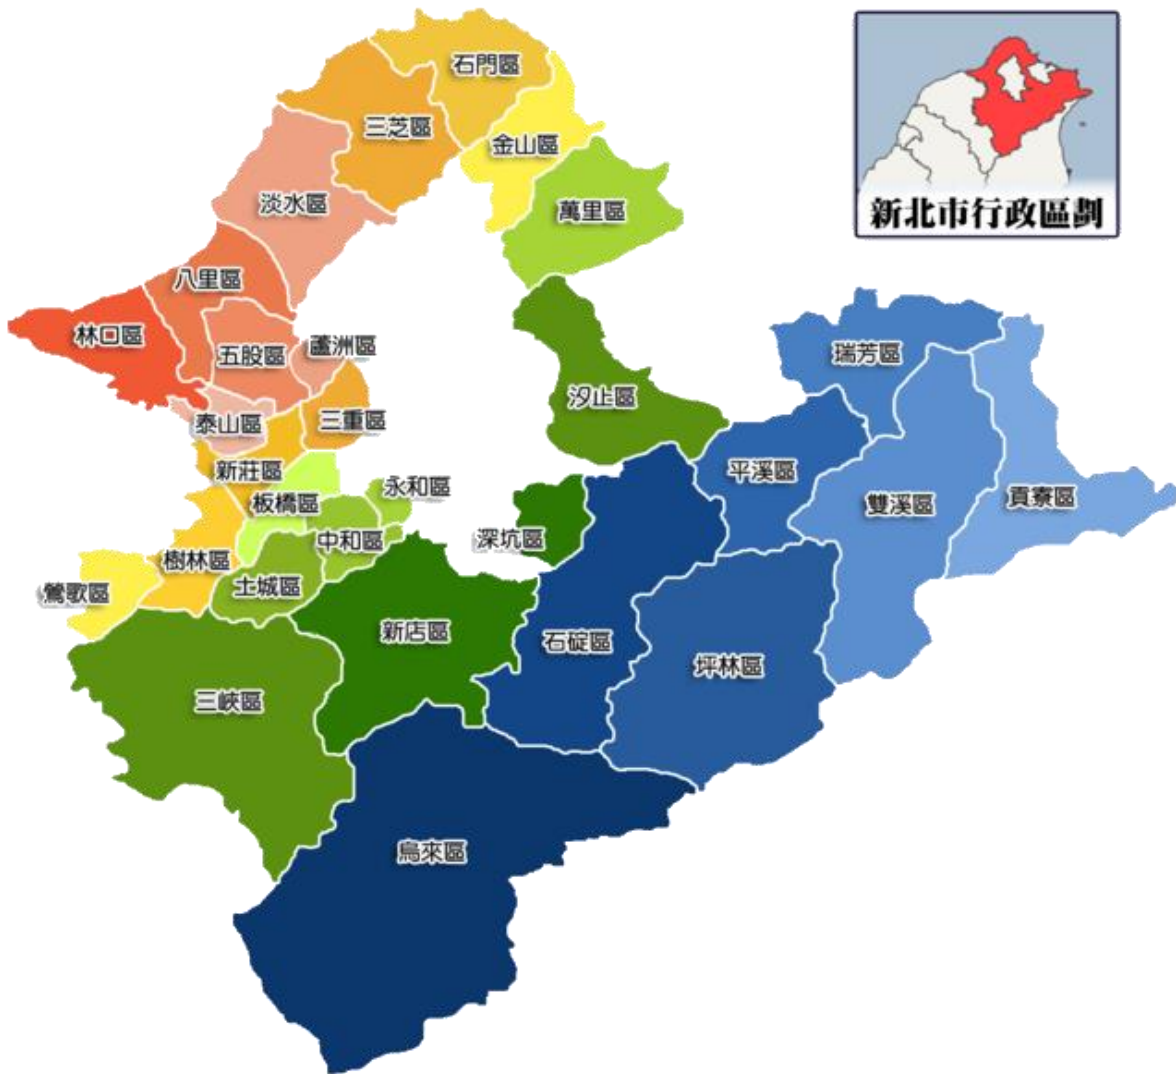 石門區
三芝區
金山區
淡水區
萬里區
新北市行政區劃
八里區
林口區
五股區
蘆洲區
瑞芳區
汐止區
泰山區
三重區
新莊區
平溪區
永和區
板橋區
雙溪區
貢寮區
中和區
深坑區
樹林區
土城區
鶯歌區
新店區
石碇區
坪林區
三峽區
烏來區